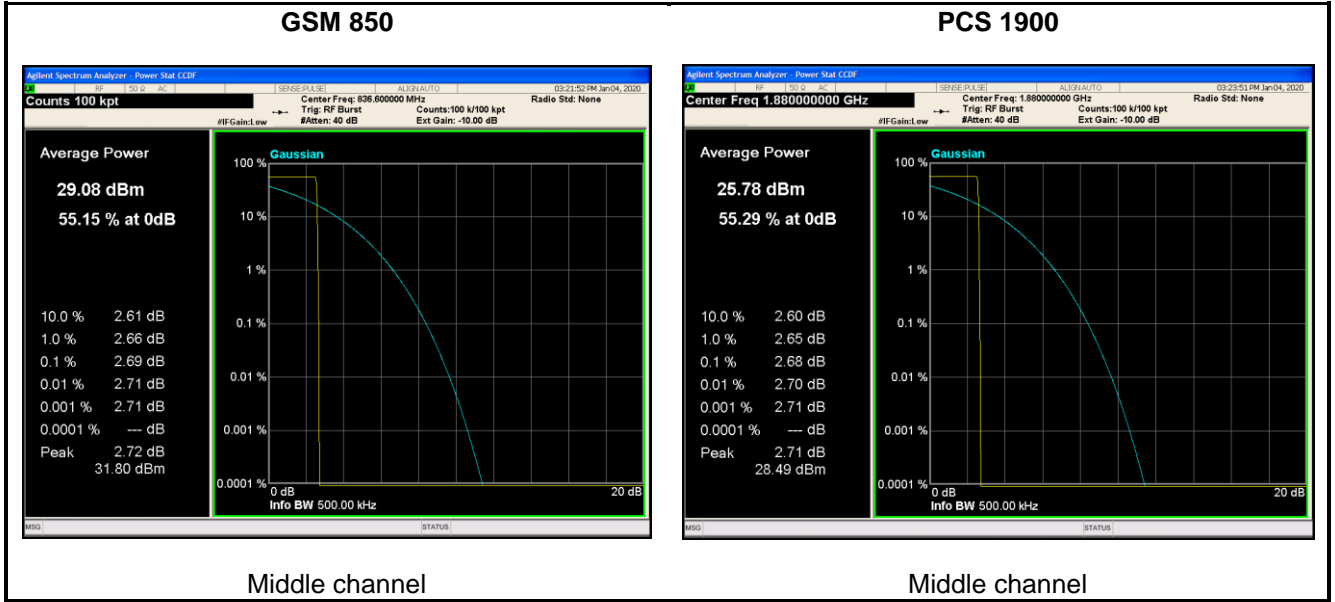 GSM 850
Agilent Spectrum Analyzer - Power Stat CCDF
LXI RF 50 Ω AC SENSE:PULSE ALIGNAUTO 03:21:52 PM Jan 04, 2020
Counts 100 kpt
Center Freq: 836.600000 MHz Radio Std: None
Trig: RF Burst Counts:100 k/100 kpt
#IFGain:Low #Atten: 40 dB Ext Gain: -10.00 dB
Average Power
29.08 dBm
55.15 % at 0dB
10.0 % 2.61 dB
1.0 % 2.66 dB
0.1 % 2.69 dB
0.01 % 2.71 dB
0.001 % 2.71 dB
0.0001 % --- dB
Peak 2.72 dB
31.80 dBm
Gaussian
100 %
10 %
1 %
0.1 %
0.01 %
0.001 %
0.0001 %
0 dB 20 dB
Info BW 500.00 kHz
MSG STATUS
Middle channel
PCS 1900
Agilent Spectrum Analyzer - Power Stat CCDF
LXI RF 50 Ω AC SENSE:PULSE ALIGNAUTO 03:23:51 PM Jan 04, 2020
Center Freq 1.880000000 GHz
Center Freq: 1.880000000 GHz Radio Std: None
Trig: RF Burst Counts:100 k/100 kpt
#IFGain:Low #Atten: 40 dB Ext Gain: -10.00 dB
Average Power
25.78 dBm
55.29 % at 0dB
10.0 % 2.60 dB
1.0 % 2.65 dB
0.1 % 2.68 dB
0.01 % 2.70 dB
0.001 % 2.71 dB
0.0001 % --- dB
Peak 2.71 dB
28.49 dBm
Gaussian
100 %
10 %
1 %
0.1 %
0.01 %
0.001 %
0.0001 %
0 dB 20 dB
Info BW 500.00 kHz
MSG STATUS
Middle channel